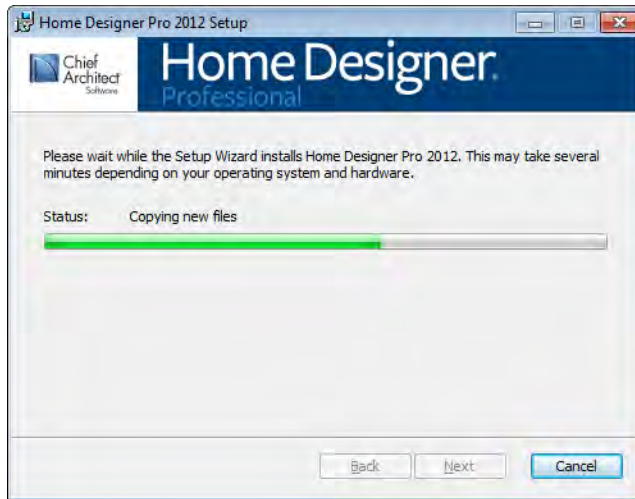 Home Designer Pro 2012 Setup
Chief
Architect
Software
Home Designer.
Professional
Please wait while the Setup Wizard installs Home Designer Pro 2012. This may take several
minutes depending on your operating system and hardware.
Status: Copying new files
Back Next Cancel